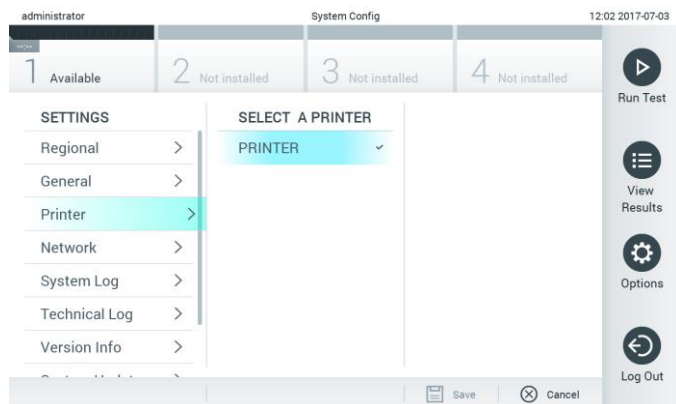 administrator System Config 12:02 2017-07-03
--:--
1 Available 2 Not installed 3 Not installed 4 Not installed
Run Test
SETTINGS SELECT A PRINTER
Regional PRINTER
General
View
Results
Printer
Network
System Log
Options
Technical Log
Version Info
Log Out
Save Cancel